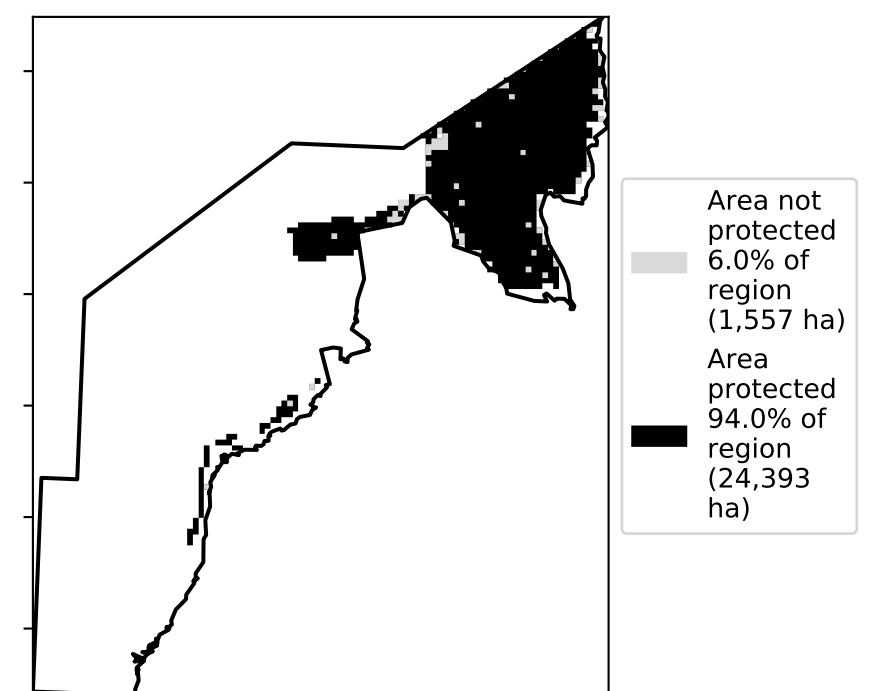 Area not
protected
6.0% of
region
(1,557 ha)
Area
protected
94.0% of
region
(24,393
ha)